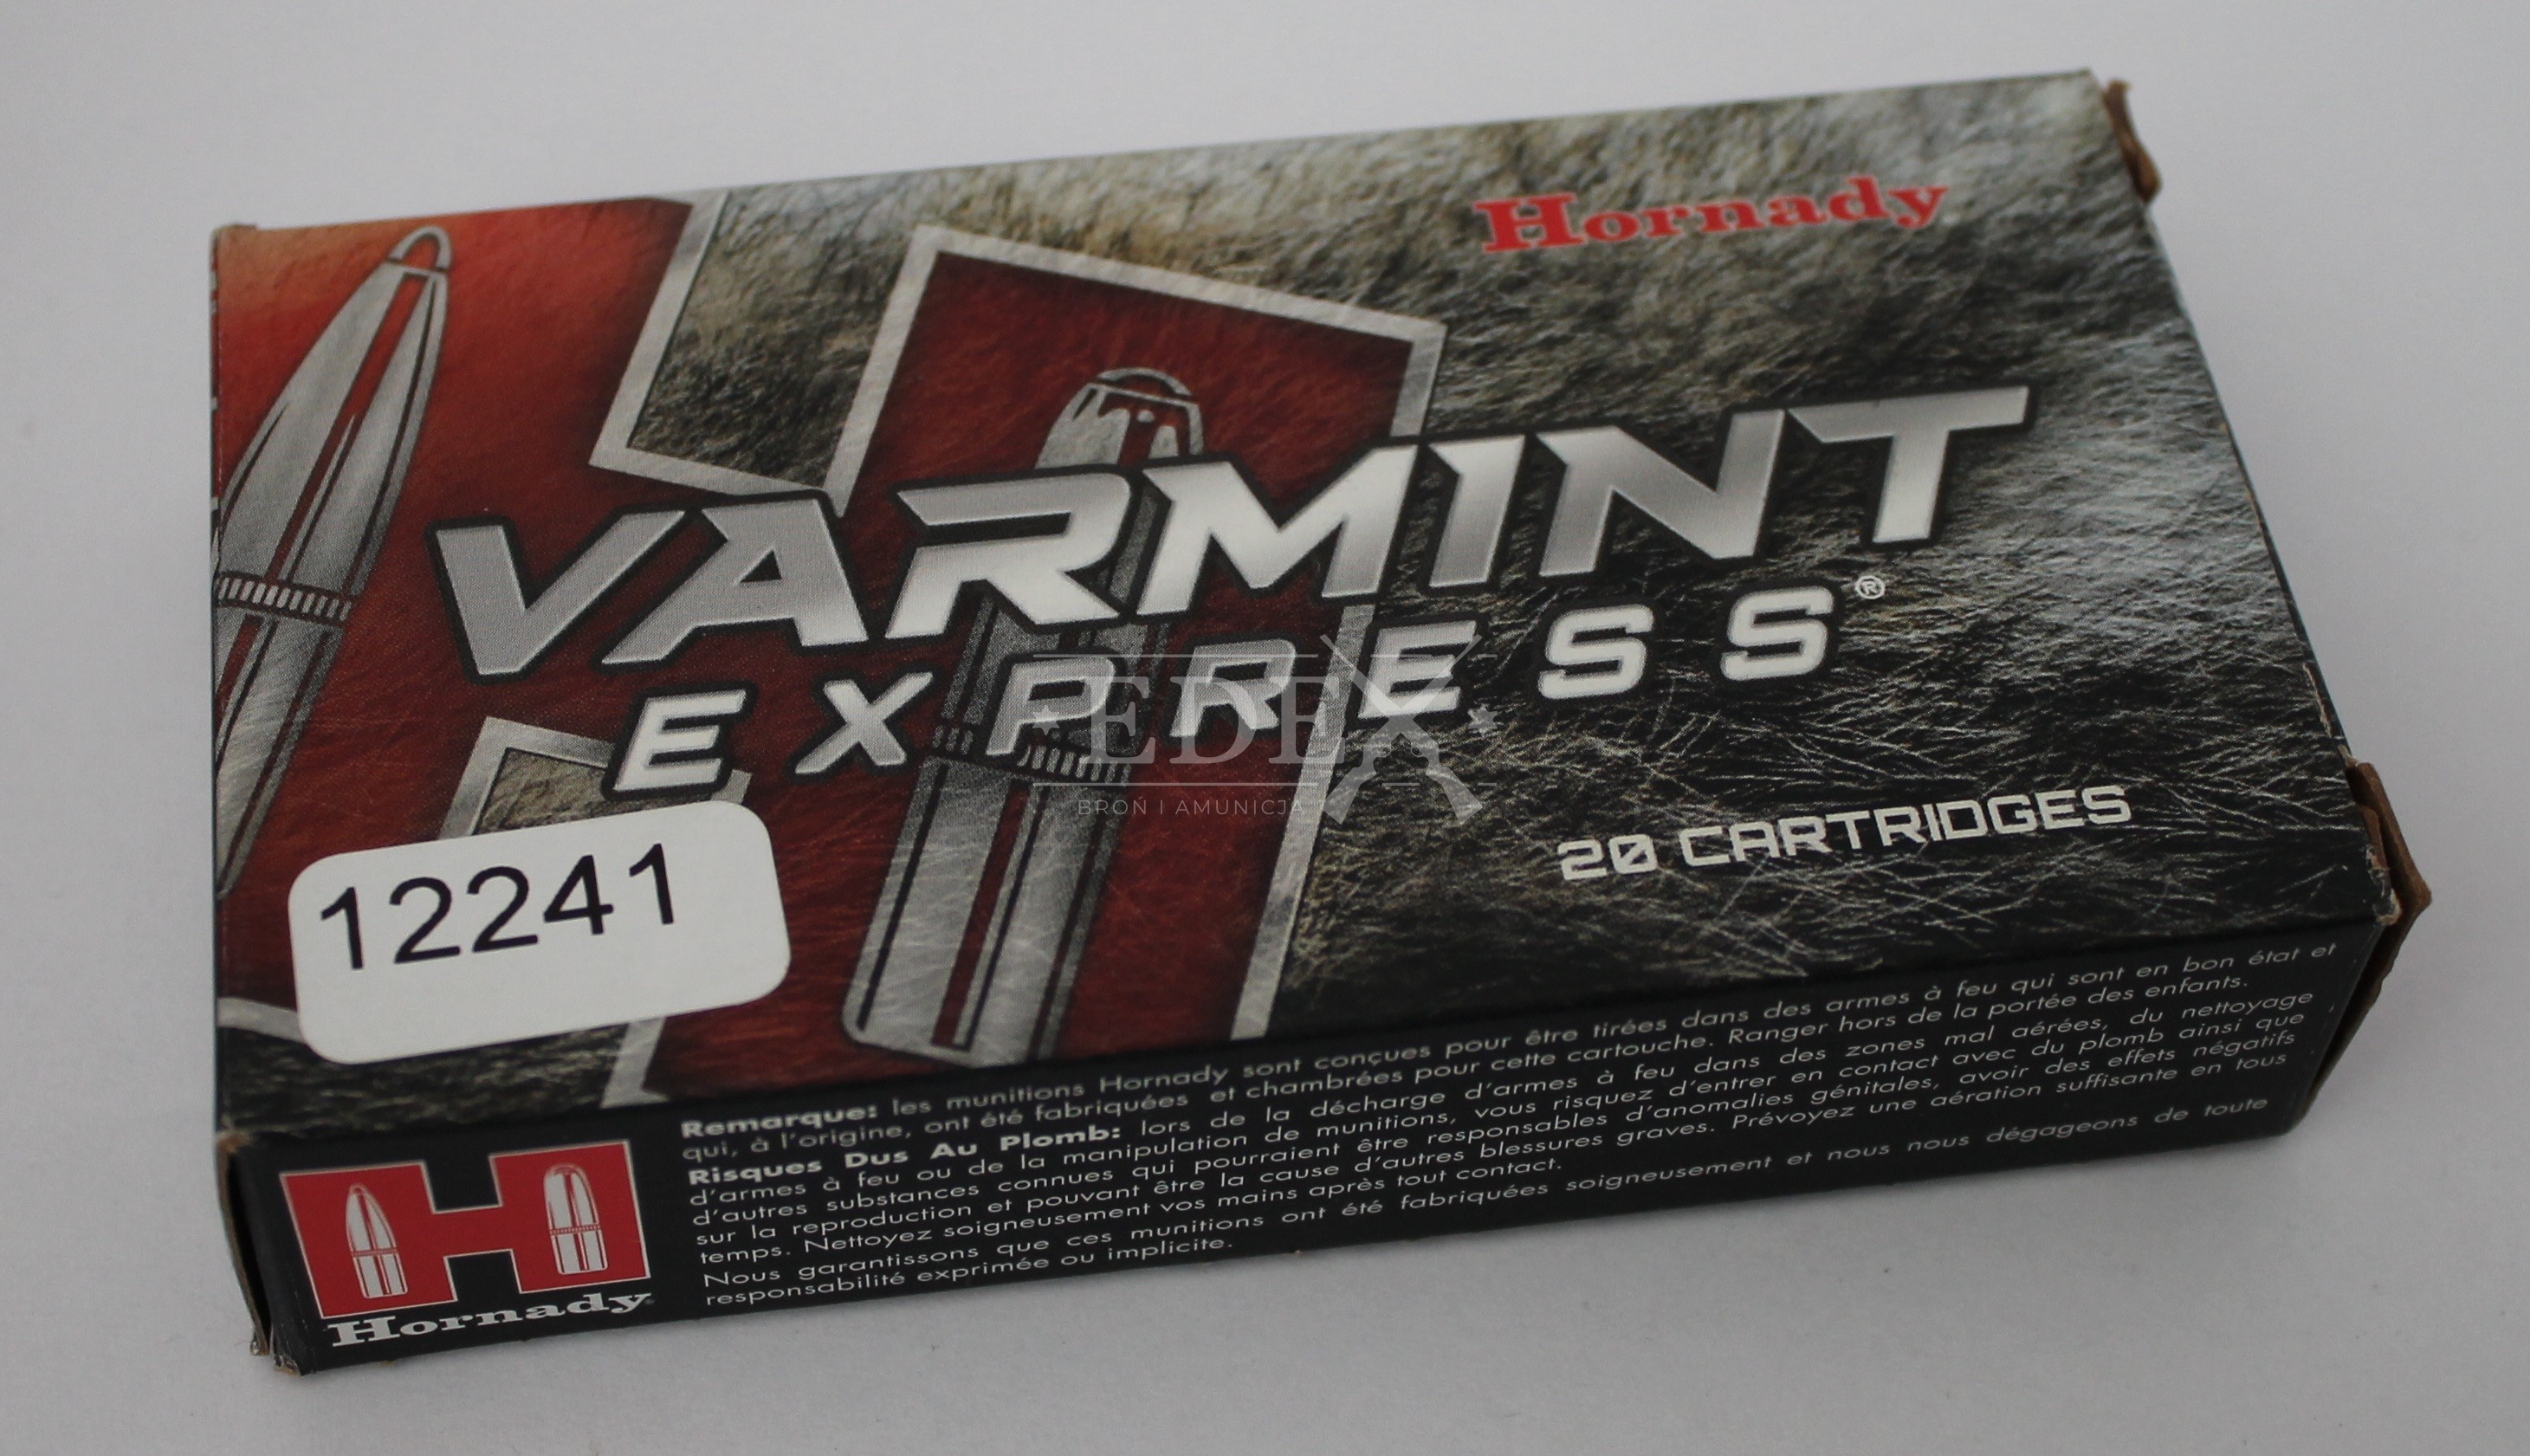 Hornady
VARMINT
EXPRESS®
EDEX
BROŃ I AMUNICJA
20 CARTRIDGES
12241
Remarque: les munitions Hornady sont conçues pour être tirées dans des armes à feu qui sont en bon état et
qui, à l'origine, ont été fabriquées et chambrées pour cette cartouche. Ranger hors de la portée des enfants.
Risques Dus Au Plomb: lors de la décharge d'armes à feu dans des zones mal aérées, du nettoyage
d'armes à feu ou de la manipulation de munitions, vous risquez d'entrer en contact avec du plomb ainsi que
d'autres substances connues qui pourraient être responsables d'anomalies génitales, avoir des effets négatifs
sur la reproduction et pouvant être la cause d'autres blessures graves. Prévoyez une aération suffisante en tous
temps. Nettoyez soigneusement vos mains après tout contact.
Nous garantissons que ces munitions ont été fabriquées soigneusement et nous nous dégageons de toute
responsabilité exprimée ou implicite.
H
Hornady